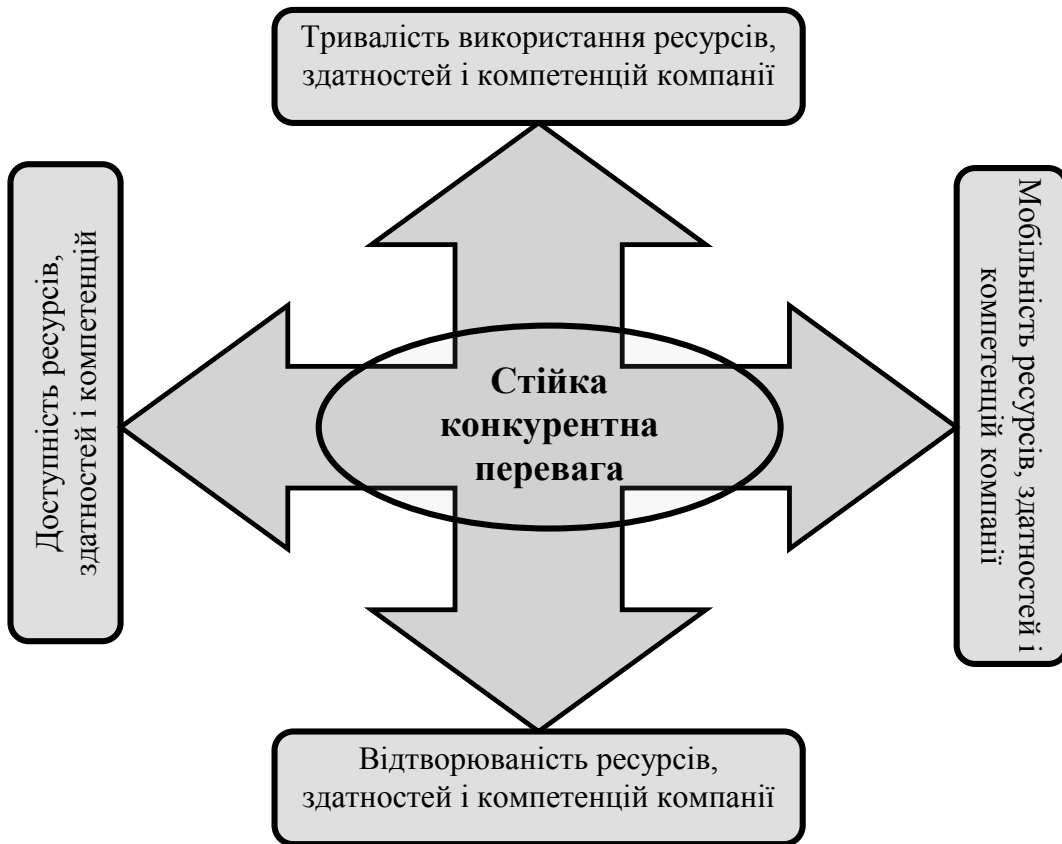 Тривалість використання ресурсів,
здатностей і компетенцій компанії
Доступність ресурсів,
здатностей і компетенцій
Стійка
конкурентна
перевага
Мобільність ресурсів, здатностей і
компетенцій компанії
Відтворюваність ресурсів,
здатностей і компетенцій компанії